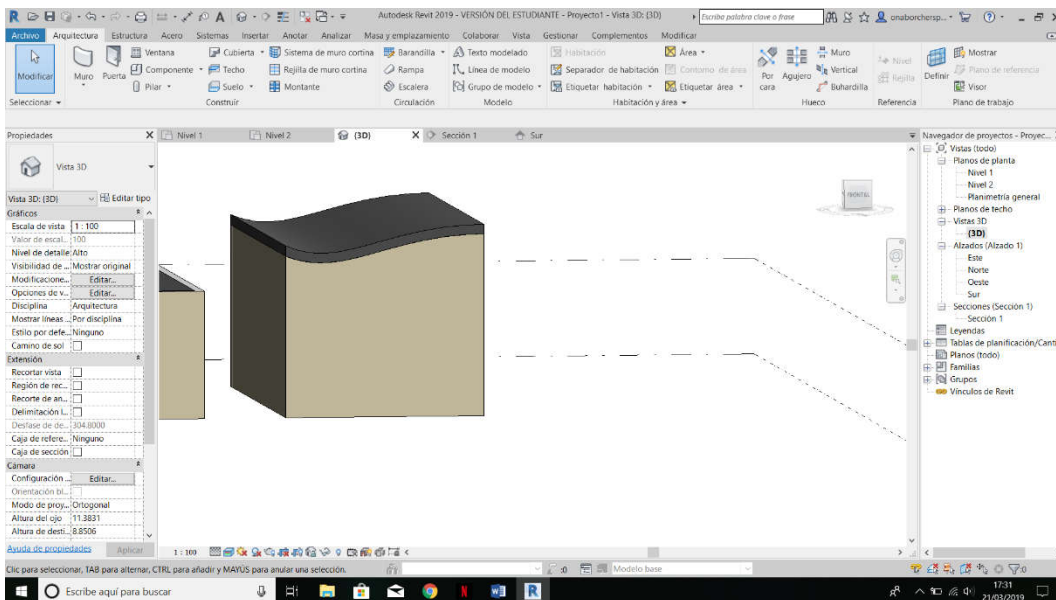 Autodesk Revit 2019 - VERSIÓN DEL ESTUDIANTE - Proyecto1 - Vista 3D: {3D}
Escriba palabra clave o frase
onaborchersp...
Archivo Arquitectura Estructura Acero Sistemas Insertar Anotar Analizar Masa y emplazamiento Colaborar Vista Gestionar Complementos Modificar
Modificar
Muro
Puerta
Ventana
Componente
Pilar
Cubierta
Techo
Suelo
Sistema de muro cortina
Rejilla de muro cortina
Montante
Barandilla
Rampa
Escalera
Texto modelado
Línea de modelo
Grupo de modelo
Habitación
Separador de habitación
Etiquetar habitación
Área
Contorno de área
Etiquetar área
Por cara
Agujero
Muro
Vertical
Buhardilla
Nivel
Rejilla
Definir
Mostrar
Plano de referencia
Visor
Seleccionar Construir Circulación Modelo Habitación y área Hueco Referencia Plano de trabajo
Propiedades
Nivel 1 Nivel 2 {3D} Sección 1 Sur
Vista 3D
Vista 3D: {3D} Editar tipo
Gráficos
Escala de vista 1 : 100
Valor de escal... 100
Nivel de detalle Alto
Visibilidad de ... Mostrar original
Modificacione... Editar...
Opciones de v... Editar...
Disciplina Arquitectura
Mostrar líneas ... Por disciplina
Estilo por defe... Ninguno
Camino de sol
Extensión
Recortar vista
Región de rec...
Recorte de an...
Delimitación l...
Desfase de de... 304.8000
Caja de refere... Ninguno
Caja de sección
Cámara
Configuración ... Editar...
Orientación bl...
Modo de proy... Ortogonal
Altura del ojo 11.3831
Altura de desti... 8.8506
Ayuda de propiedades Aplicar
FRONTAL
Navegador de proyectos - Proyec...
Vistas (todo)
Planos de planta
Nivel 1
Nivel 2
Planimetría general
Planos de techo
Vistas 3D
{3D}
Alzados (Alzado 1)
Este
Norte
Oeste
Sur
Secciones (Sección 1)
Sección 1
Leyendas
Tablas de planificación/Canti
Planos (todo)
Familias
Grupos
Vínculos de Revit
1 : 100
Clic para seleccionar, TAB para alternar, CTRL para añadir y MAYÚS para anular una selección.
:0 Modelo base :0
Escribe aquí para buscar
17:31
21/03/2019